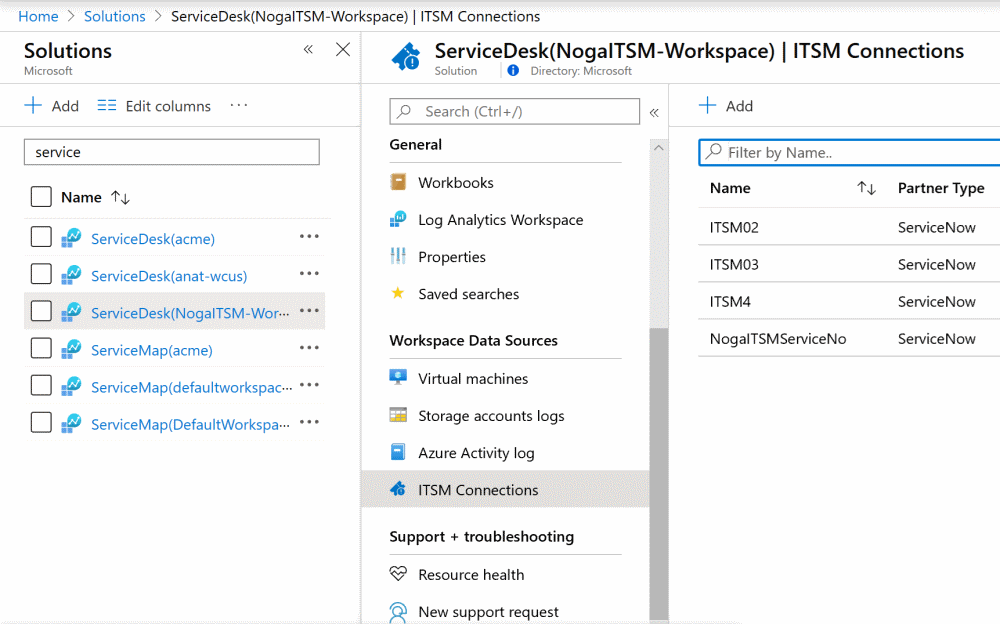 Home > Solutions > ServiceDesk(NogaITSM-Workspace) | ITSM Connections
Solutions
Microsoft
Add Edit columns ...
service
Name
ServiceDesk(acme)
ServiceDesk(anat-wcus)
ServiceDesk(NogaITSM-Wor...
ServiceMap(acme)
ServiceMap(defaultworkspac...
ServiceMap(DefaultWorkspa...
ServiceDesk(NogaITSM-Workspace) | ITSM Connections
Solution Directory: Microsoft
Search (Ctrl+/)
General
Workbooks
Log Analytics Workspace
Properties
Saved searches
Workspace Data Sources
Virtual machines
Storage accounts logs
Azure Activity log
ITSM Connections
Support + troubleshooting
Resource health
New support request
Add
Filter by Name..
Name Partner Type
ITSM02 ServiceNow
ITSM03 ServiceNow
ITSM4 ServiceNow
NogaITSMServiceNo ServiceNow